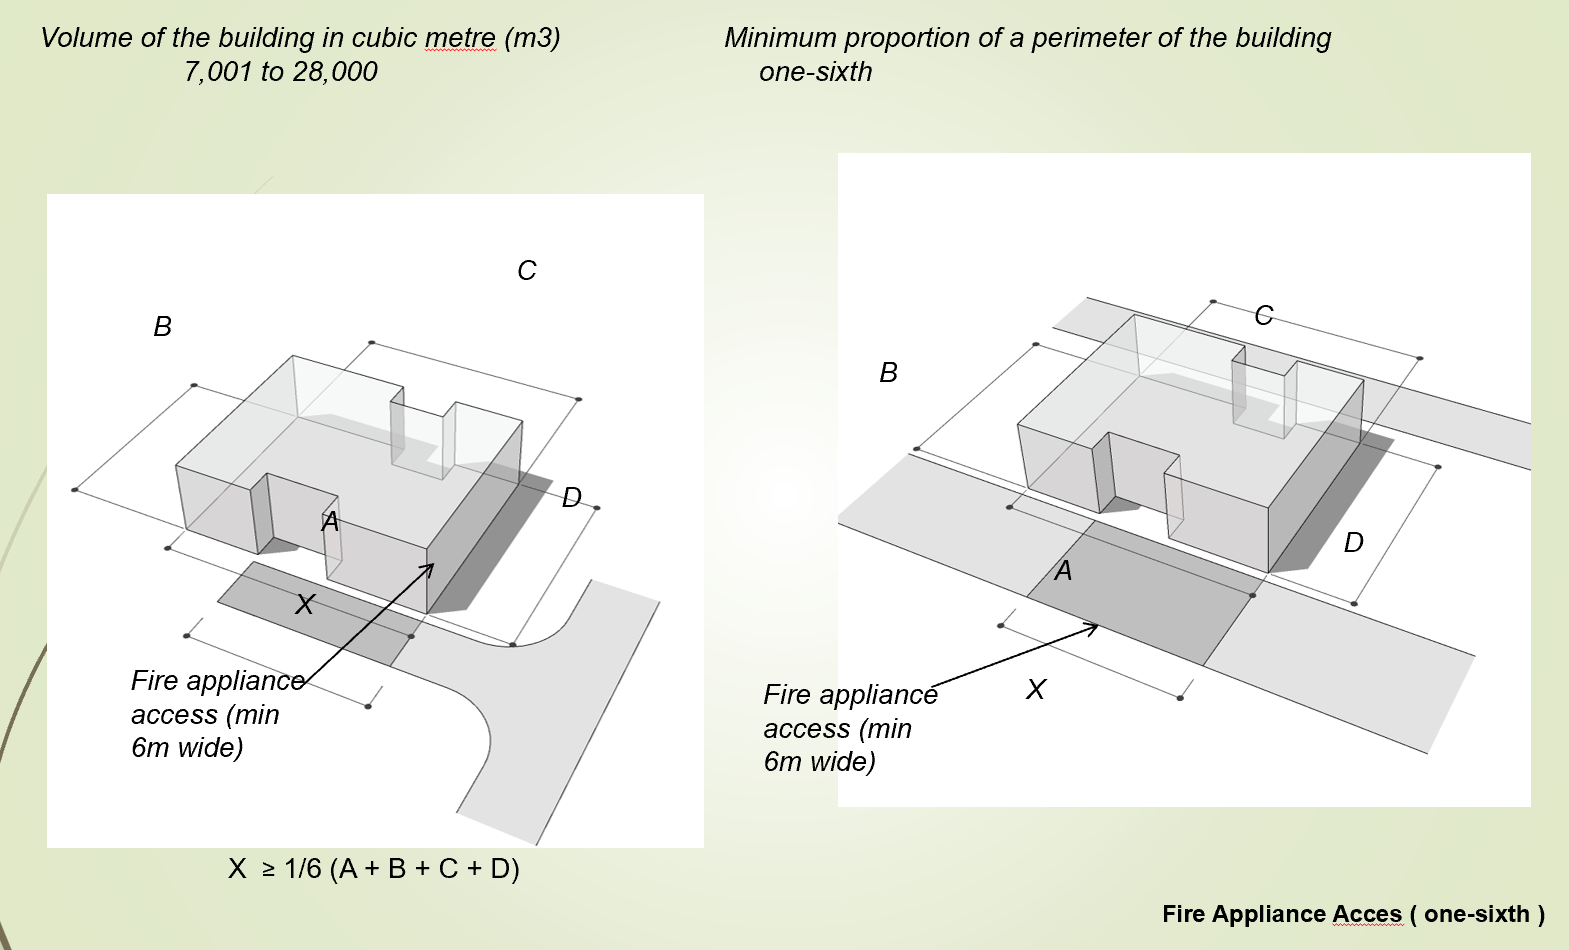 Volume of the building in cubic metre (m3)
7,001 to 28,000
Minimum proportion of a perimeter of the building
one-sixth
C
B
D
A
X
Fire appliance
access (min
6m wide)
X ≥ 1/6 (A + B + C + D)
C
B
D
A
X
Fire appliance
access (min
6m wide)
Fire Appliance Acces ( one-sixth )